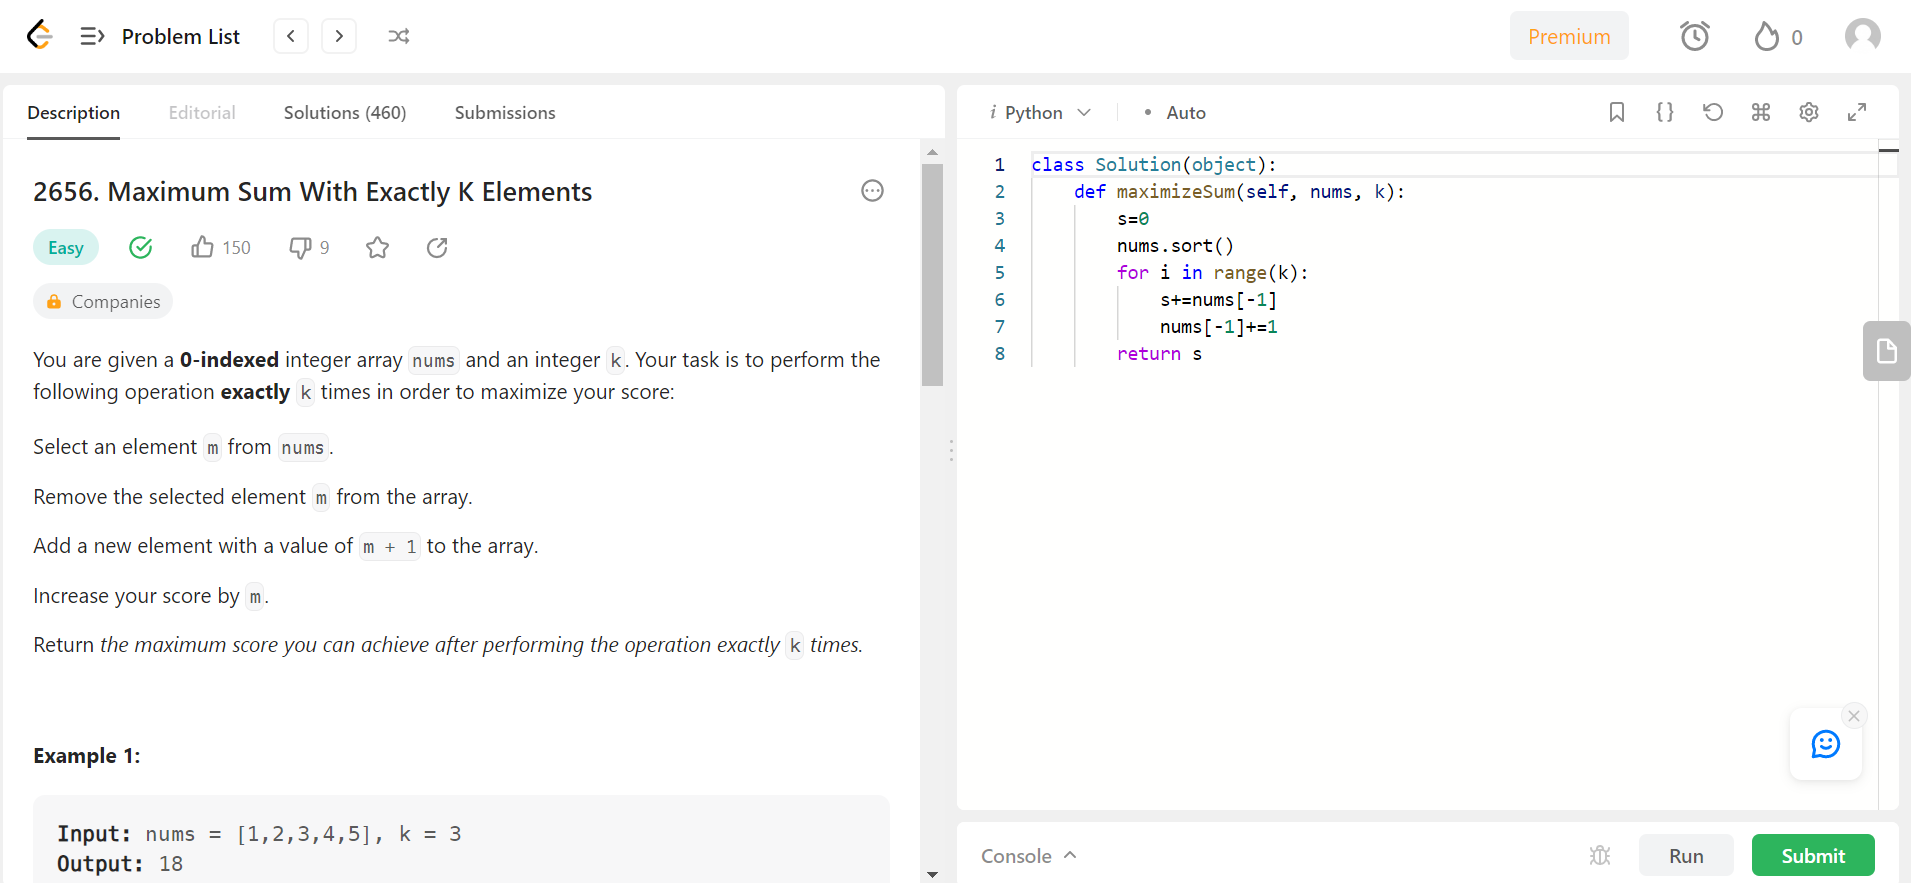 Problem List
Premium
0
Description Editorial Solutions (460) Submissions
2656. Maximum Sum With Exactly K Elements
Easy 150 9
Companies
You are given a 0-indexed integer array nums and an integer k. Your task is to perform the
following operation exactly k times in order to maximize your score:
Select an element m from nums.
Remove the selected element m from the array.
Add a new element with a value of m + 1 to the array.
Increase your score by m.
Return the maximum score you can achieve after performing the operation exactly k times.
Example 1:
Input: nums = [1,2,3,4,5], k = 3
Output: 18
i Python • Auto
1 class Solution(object):
2 def maximizeSum(self, nums, k):
3 s=0
4 nums.sort()
5 for i in range(k):
6 s+=nums[-1]
7 nums[-1]+=1
8 return s
Console Run Submit